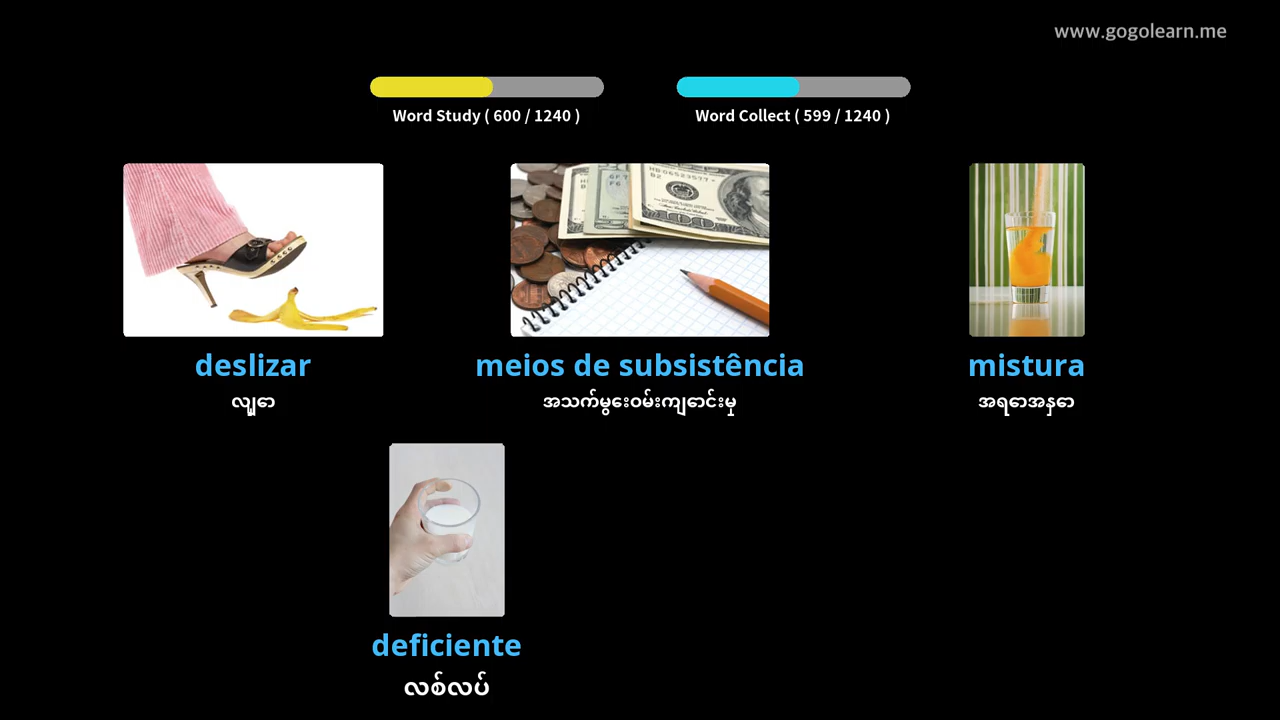 www.gogolearn.me
Word Study ( 600 / 1240 )
Word Collect ( 599 / 1240 )
deslizar
လျှော
meios de subsistência
အသက်မွေးဝမ်းကျောင်းမှု
mistura
အရောအနှော
deficiente
လစ်လပ်